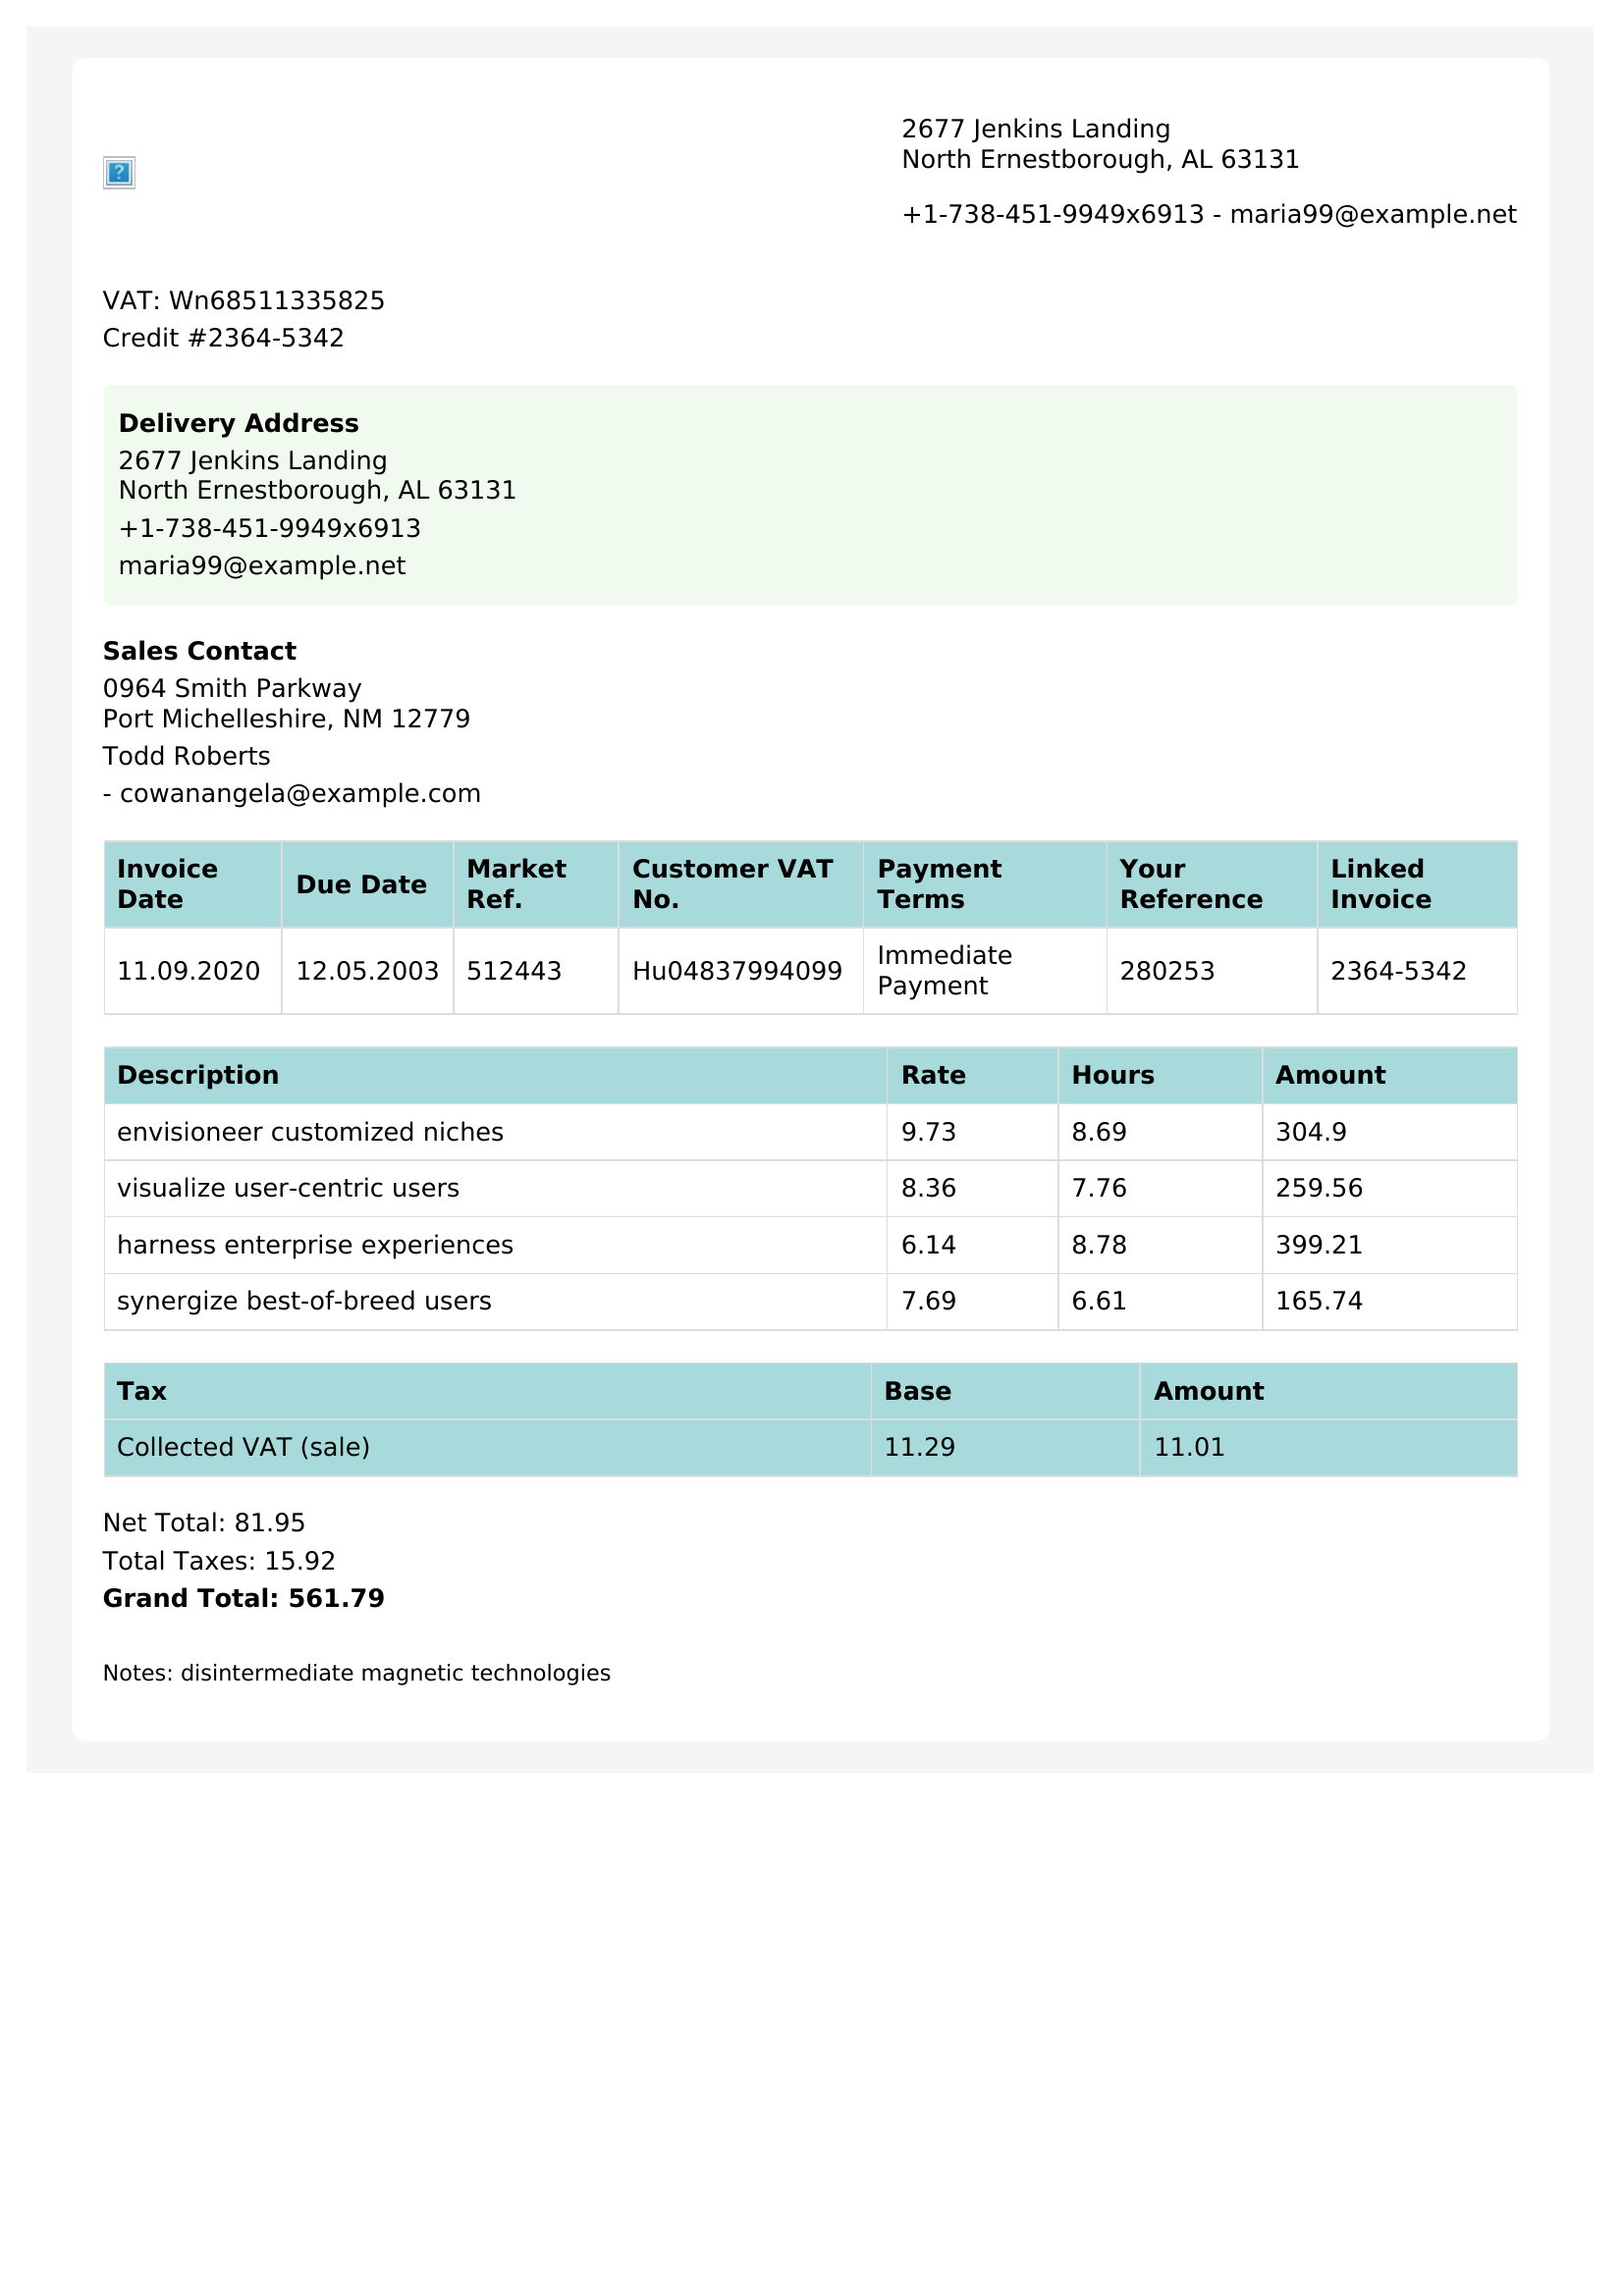 2677 Jenkins Landing
North Ernestborough, AL 63131
+1-738-451-9949x6913 - maria99@example.net
VAT: Wn68511335825
Credit #2364-5342
Delivery Address
2677 Jenkins Landing
North Ernestborough, AL 63131
+1-738-451-9949x6913
maria99@example.net
Sales Contact
0964 Smith Parkway
Port Michelleshire, NM 12779
Todd Roberts
- cowanangela@example.com
Invoice Date Due Date Market Ref. Customer VAT No. Payment Terms Your Reference Linked Invoice
11.09.2020 12.05.2003 512443 Hu04837994099 Immediate Payment 280253 2364-5342
Description Rate Hours Amount
envisioneer customized niches 9.73 8.69 304.9
visualize user-centric users 8.36 7.76 259.56
harness enterprise experiences 6.14 8.78 399.21
synergize best-of-breed users 7.69 6.61 165.74
Tax Base Amount
Collected VAT (sale) 11.29 11.01
Net Total: 81.95
Total Taxes: 15.92
Grand Total: 561.79
Notes: disintermediate magnetic technologies